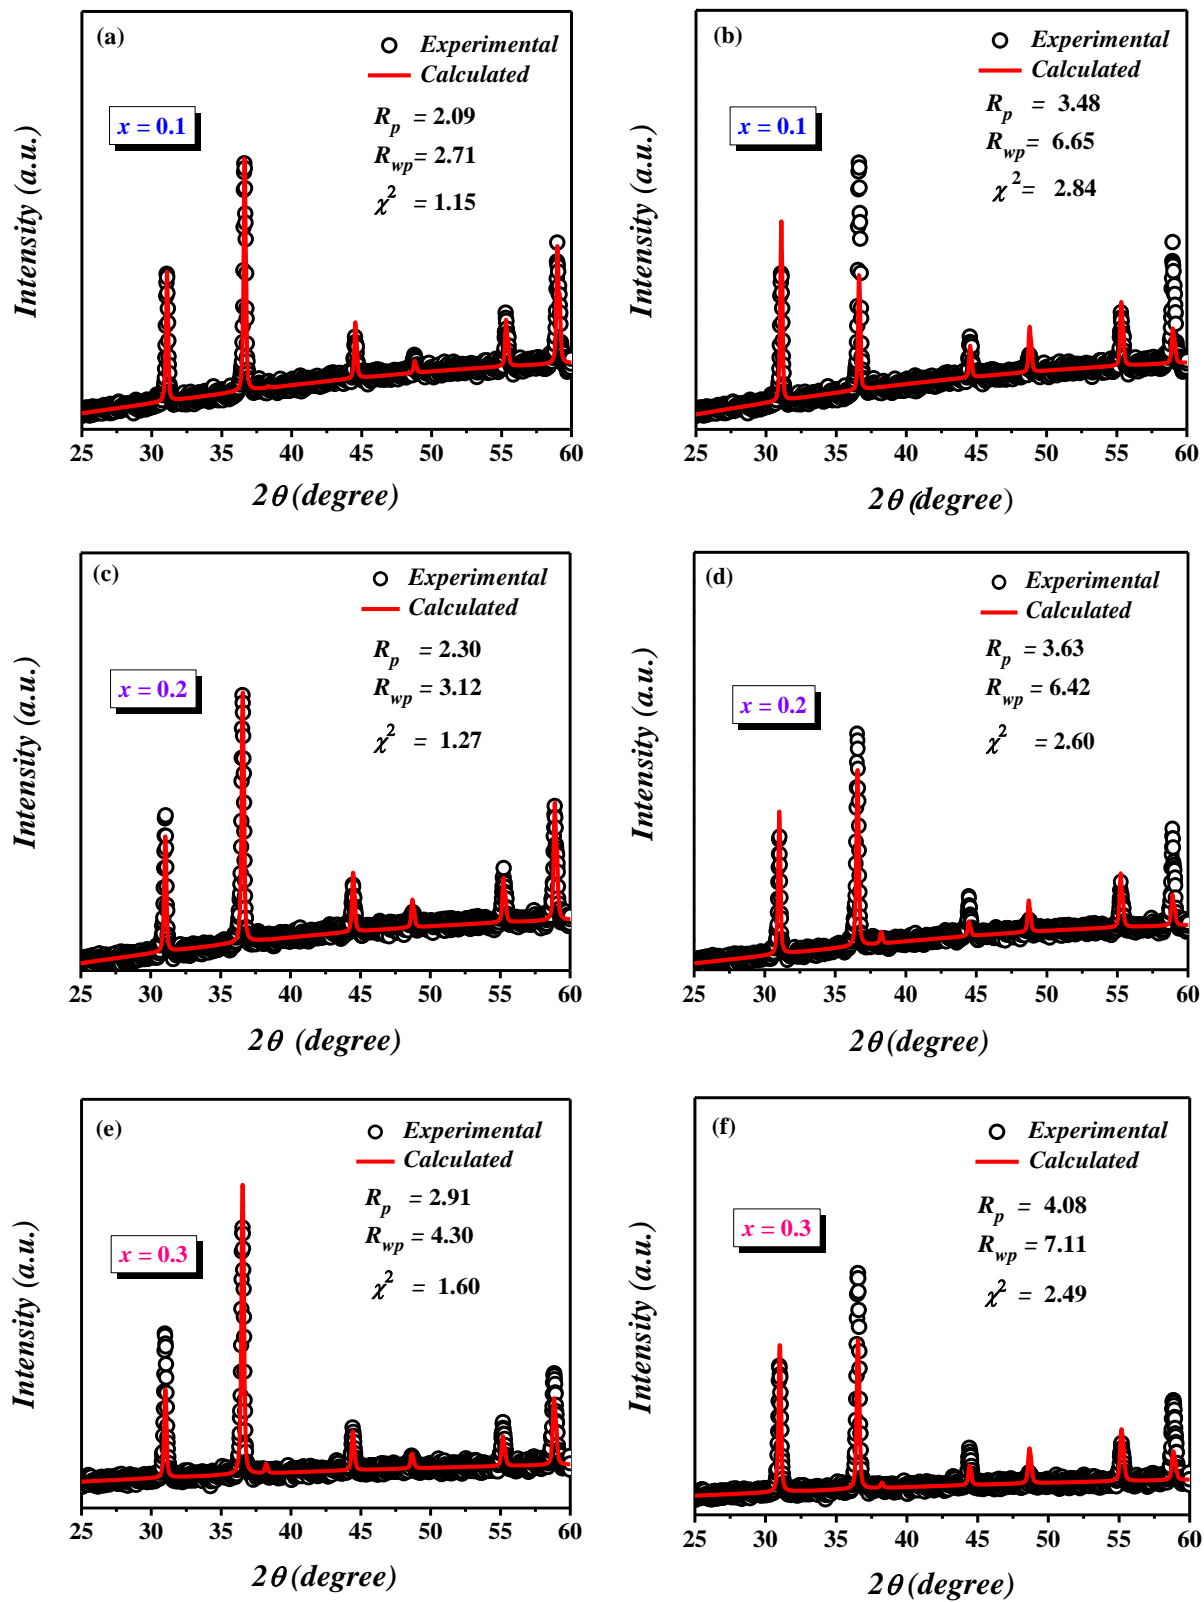 (a)
Experimental
Calculated
x = 0.1
R_p = 2.09
R_wp = 2.71
χ^2 = 1.15
Intensity (a.u.)
25 30 35 40 45 50 55 60
2θ (degree)
(b)
Experimental
Calculated
x = 0.1
R_p = 3.48
R_wp = 6.65
χ^2 = 2.84
Intensity (a.u.)
25 30 35 40 45 50 55 60
2θ (degree)
(c)
Experimental
Calculated
R_p = 2.30
x = 0.2
R_wp = 3.12
χ^2 = 1.27
Intensity (a.u.)
25 30 35 40 45 50 55 60
2θ (degree)
(d)
Experimental
Calculated
R_p = 3.63
x = 0.2
R_wp = 6.42
χ^2 = 2.60
Intensity (a.u.)
25 30 35 40 45 50 55 60
2θ (degree)
(e)
Experimental
Calculated
R_p = 2.91
R_wp = 4.30
x = 0.3
χ^2 = 1.60
Intensity (a.u.)
25 30 35 40 45 50 55 60
2θ (degree)
(f)
Experimental
Calculated
R_p = 4.08
x = 0.3
R_wp = 7.11
χ^2 = 2.49
Intensity (a.u.)
25 30 35 40 45 50 55 60
2θ (degree)